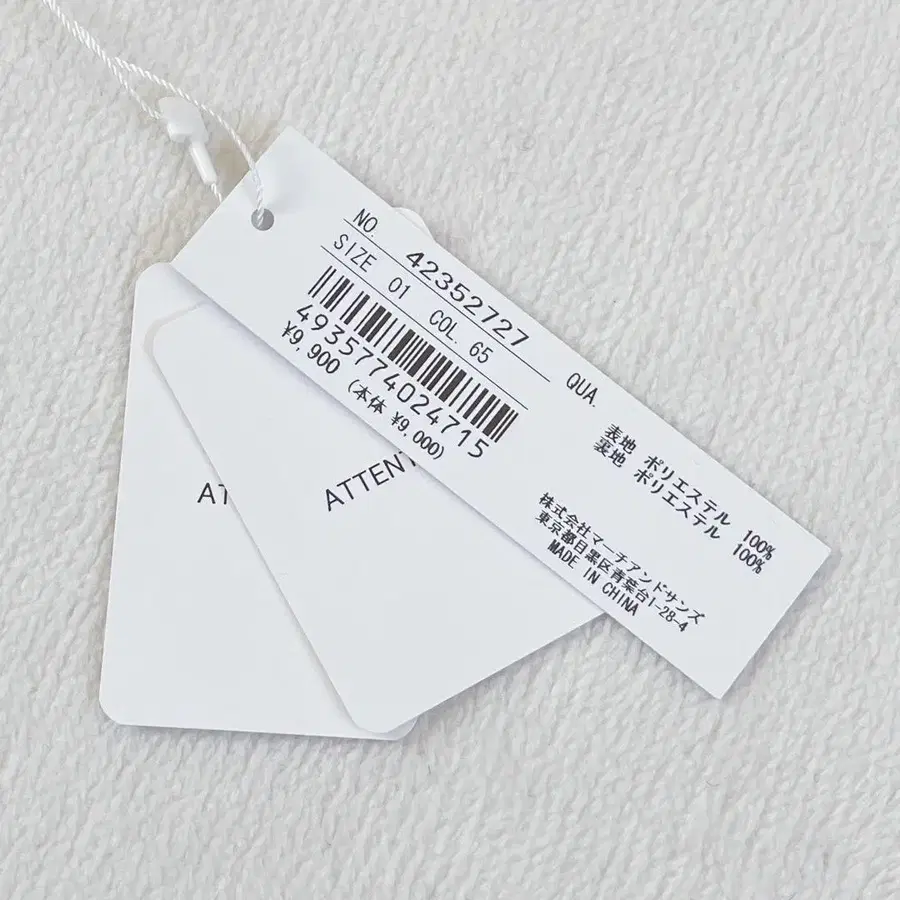 NO. 42352727
SIZE 01 COL. 65
4935774024715
¥9,900 (本体 ¥9,000)
QUA.
表地 ポリエステル 100%
裏地 ポリエステル 100%
株式会社マーチアンドサンズ
東京都目黒区青葉台1-28-4
MADE IN CHINA
AT
ATTENT